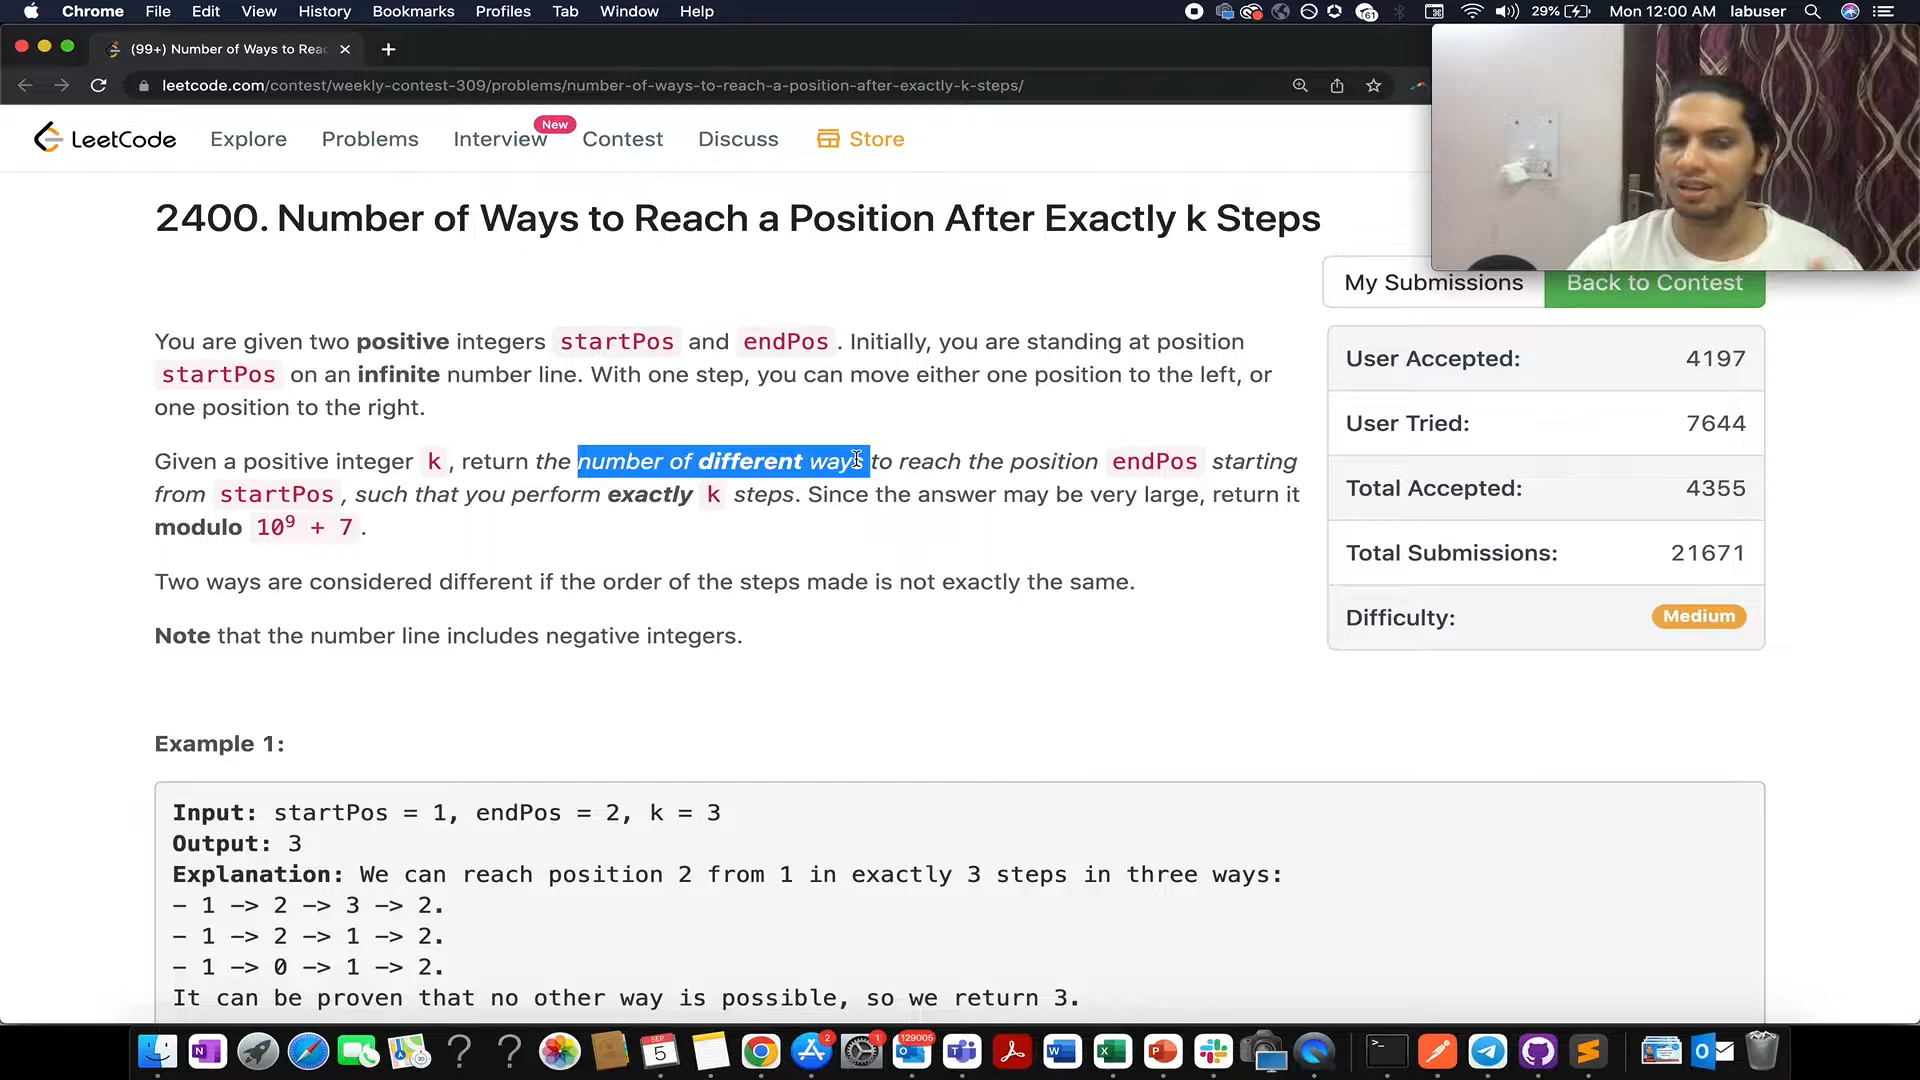 Chrome File Edit View History Bookmarks Profiles Tab Window Help 61 29% Mon 12:00 AM labuser
(99+) Number of Ways to Rea
leetcode.com/contest/weekly-contest-309/problems/number-of-ways-to-reach-a-position-after-exactly-k-steps/
LeetCode Explore Problems Interview New Contest Discuss Store
2400. Number of Ways to Reach a Position After Exactly k Steps
My Submissions Back to Contest
You are given two positive integers startPos and endPos. Initially, you are standing at position
startPos on an infinite number line. With one step, you can move either one position to the left, or
one position to the right.
Given a positive integer k, return the number of different ways to reach the position endPos starting
from startPos, such that you perform exactly k steps. Since the answer may be very large, return it
modulo 10⁹ + 7.
Two ways are considered different if the order of the steps made is not exactly the same.
Note that the number line includes negative integers.
User Accepted: 4197
User Tried: 7644
Total Accepted: 4355
Total Submissions: 21671
Difficulty: Medium
Example 1:
Input: startPos = 1, endPos = 2, k = 3
Output: 3
Explanation: We can reach position 2 from 1 in exactly 3 steps in three ways:
- 1 -> 2 -> 3 -> 2.
- 1 -> 2 -> 1 -> 2.
- 1 -> 0 -> 1 -> 2.
It can be proven that no other way is possible, so we return 3.
SEP 5 2 1 129005